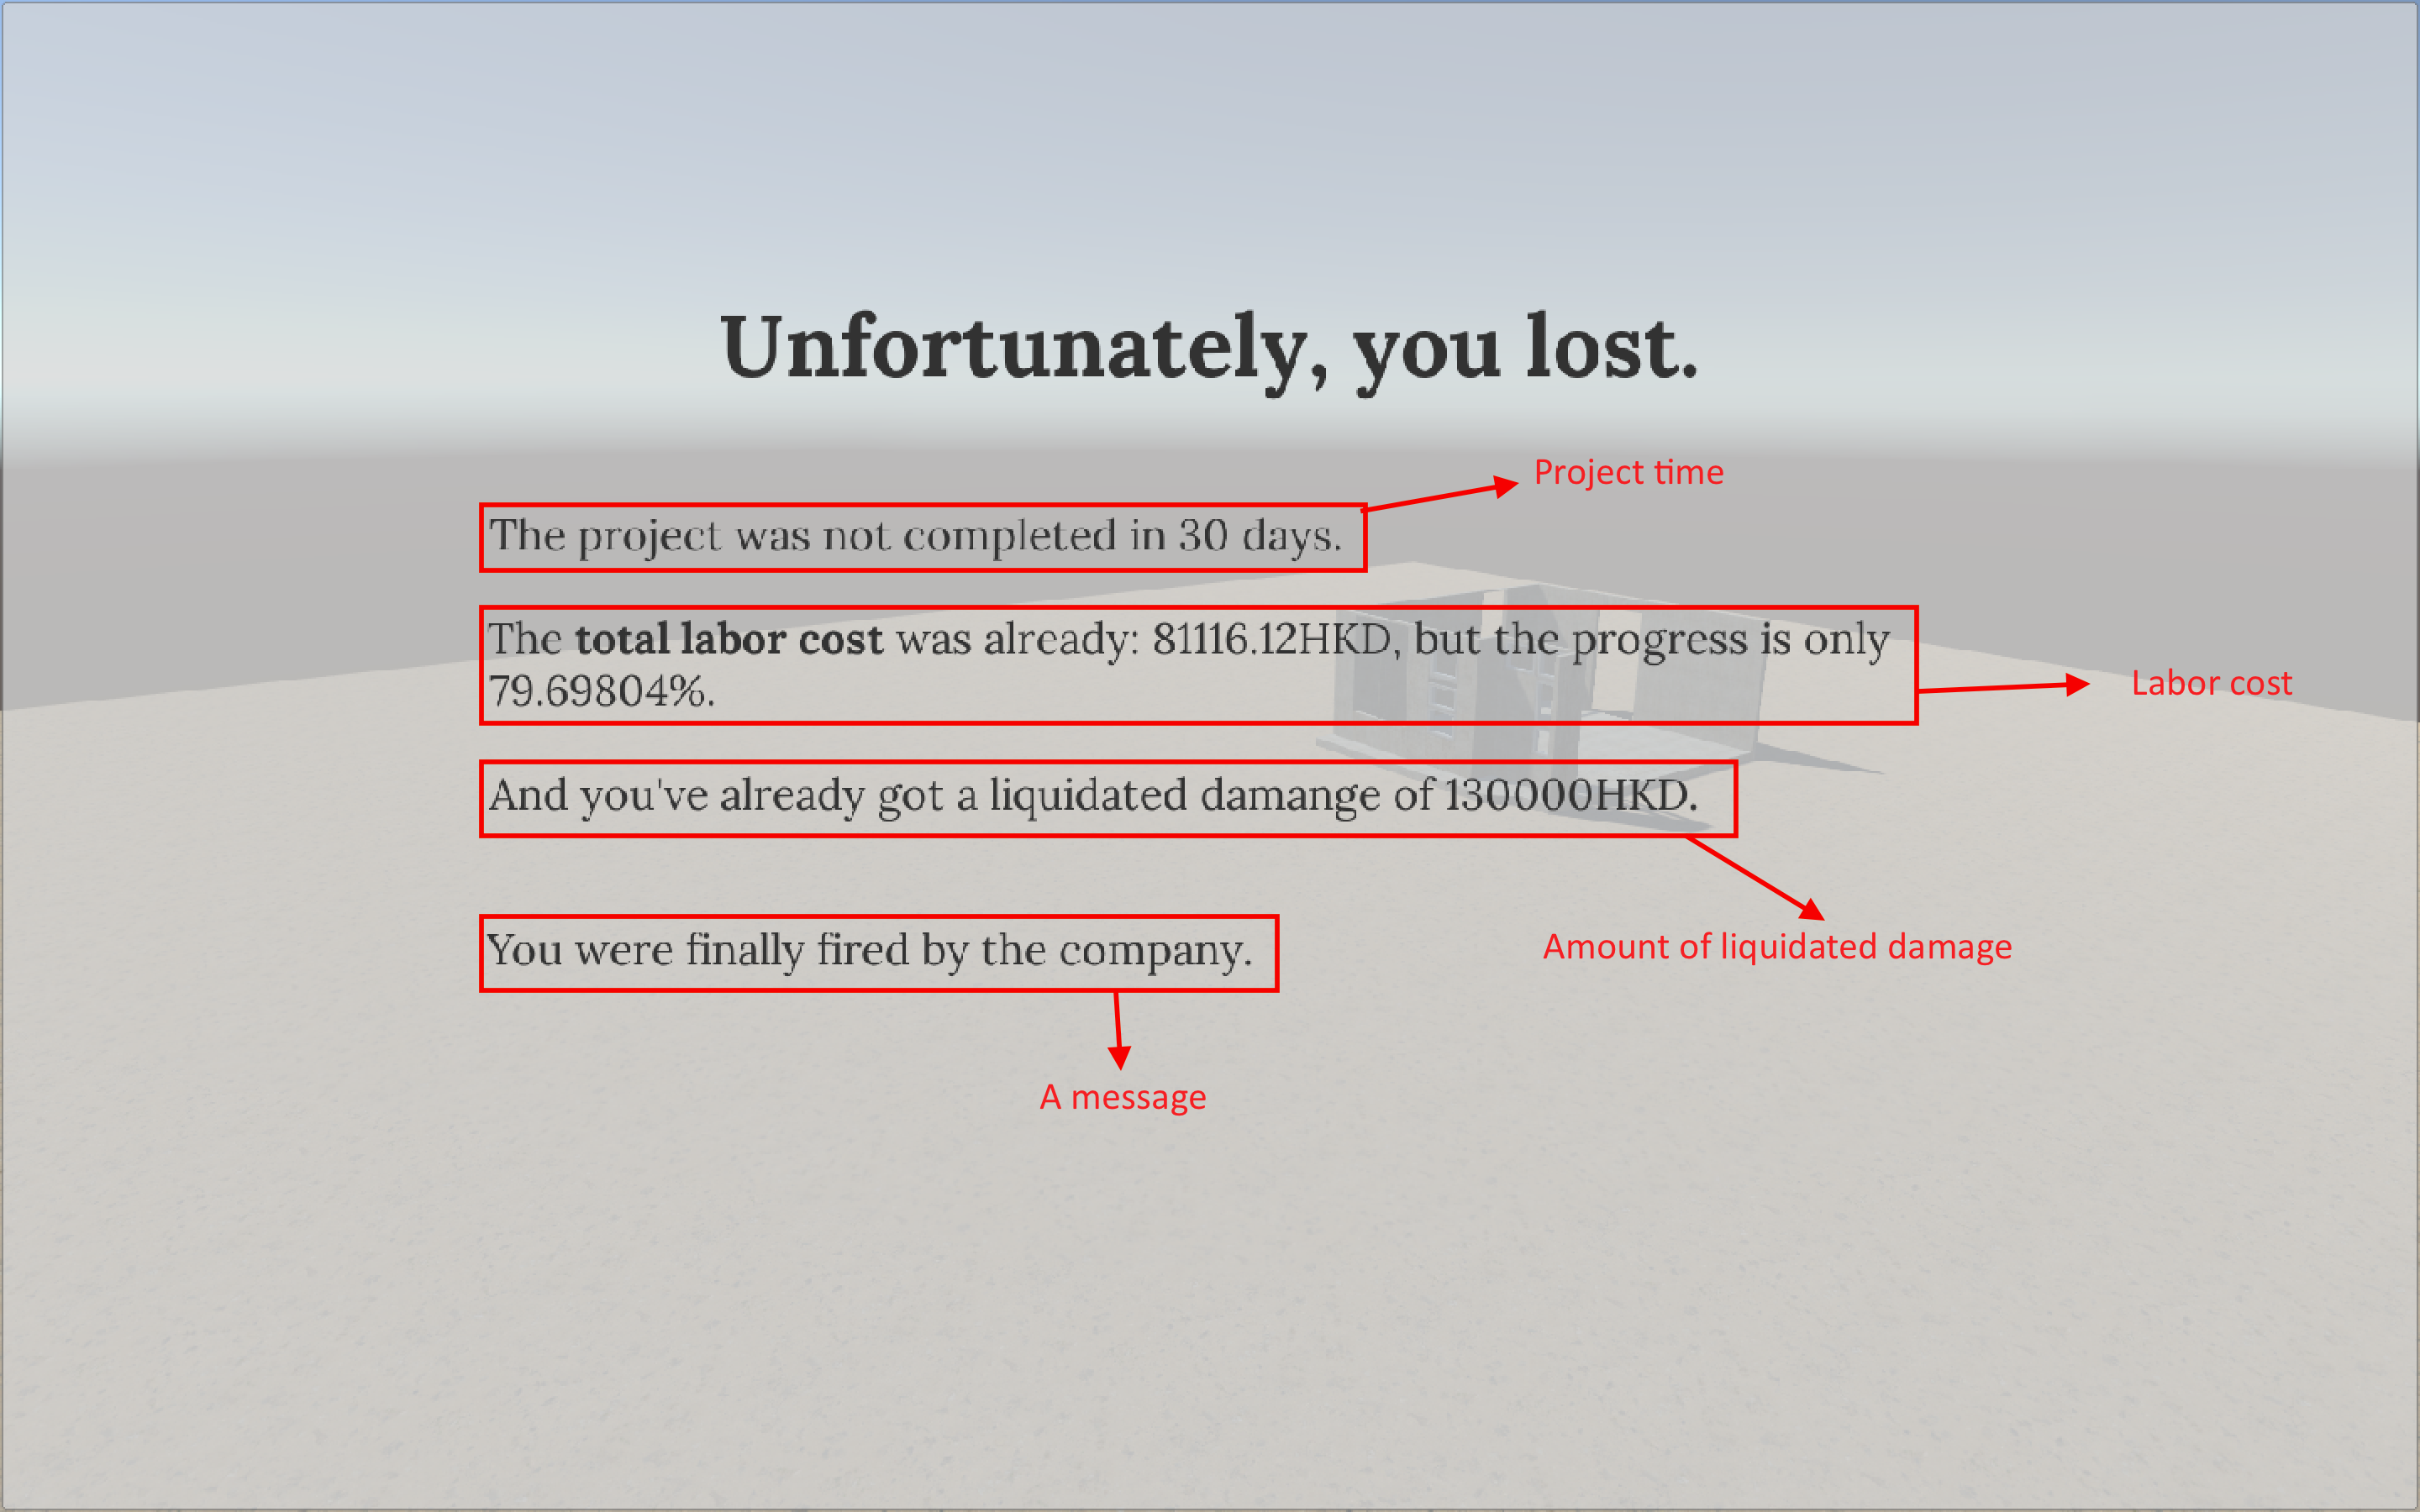 Unfortunately, you lost.
Project time
The project was not completed in 30 days.
The total labor cost was already: 81116.12HKD, but the progress is only
79.69804%.
Labor cost
And you've already got a liquidated damange of 130000HKD.
Amount of liquidated damage
You were finally fired by the company.
A message